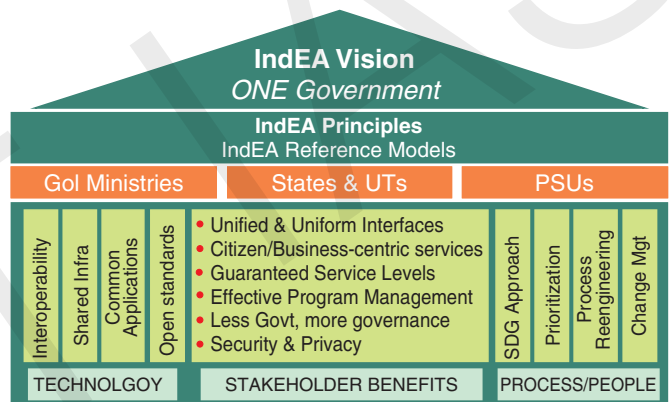 IndEA Vision
ONE Government
IndEA Principles
IndEA Reference Models
GoI Ministries
States & UTs
PSUs
Interoperability
Shared Infra
Common
Applications
Open standards
• Unified & Uniform Interfaces
• Citizen/Business-centric services
• Guaranteed Service Levels
• Effective Program Management
• Less Govt, more governance
• Security & Privacy
SDG Approach
Prioritization
Process
Reengineering
Change Mgt
TECHNOLGOY
STAKEHOLDER BENEFITS
PROCESS/PEOPLE